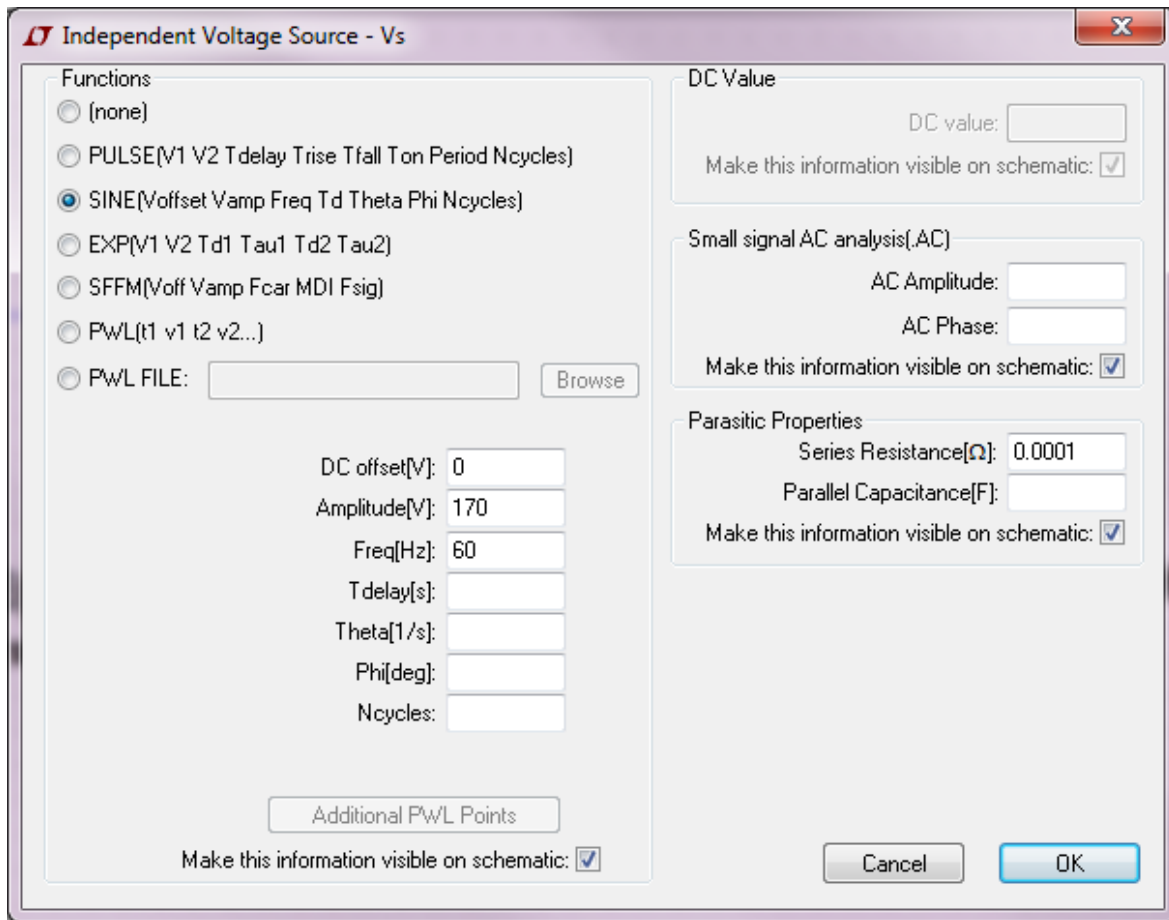 Independent Voltage Source - Vs
Functions
(none)
PULSE(V1 V2 Tdelay Trise Tfall Ton Period Ncycles)
SINE(Voffset Vamp Freq Td Theta Phi Ncycles)
EXP(V1 V2 Td1 Tau1 Td2 Tau2)
SFFM(Voff Vamp Fcar MDI Fsig)
PWL(t1 v1 t2 v2...)
PWL FILE: Browse
DC offset[V]: 0
Amplitude[V]: 170
Freq[Hz]: 60
Tdelay[s]:
Theta[1/s]:
Phi[deg]:
Ncycles:
Additional PWL Points
Make this information visible on schematic:
DC Value
DC value:
Make this information visible on schematic:
Small signal AC analysis(.AC)
AC Amplitude:
AC Phase:
Make this information visible on schematic:
Parasitic Properties
Series Resistance[Ω]: 0.0001
Parallel Capacitance[F]:
Make this information visible on schematic:
Cancel OK